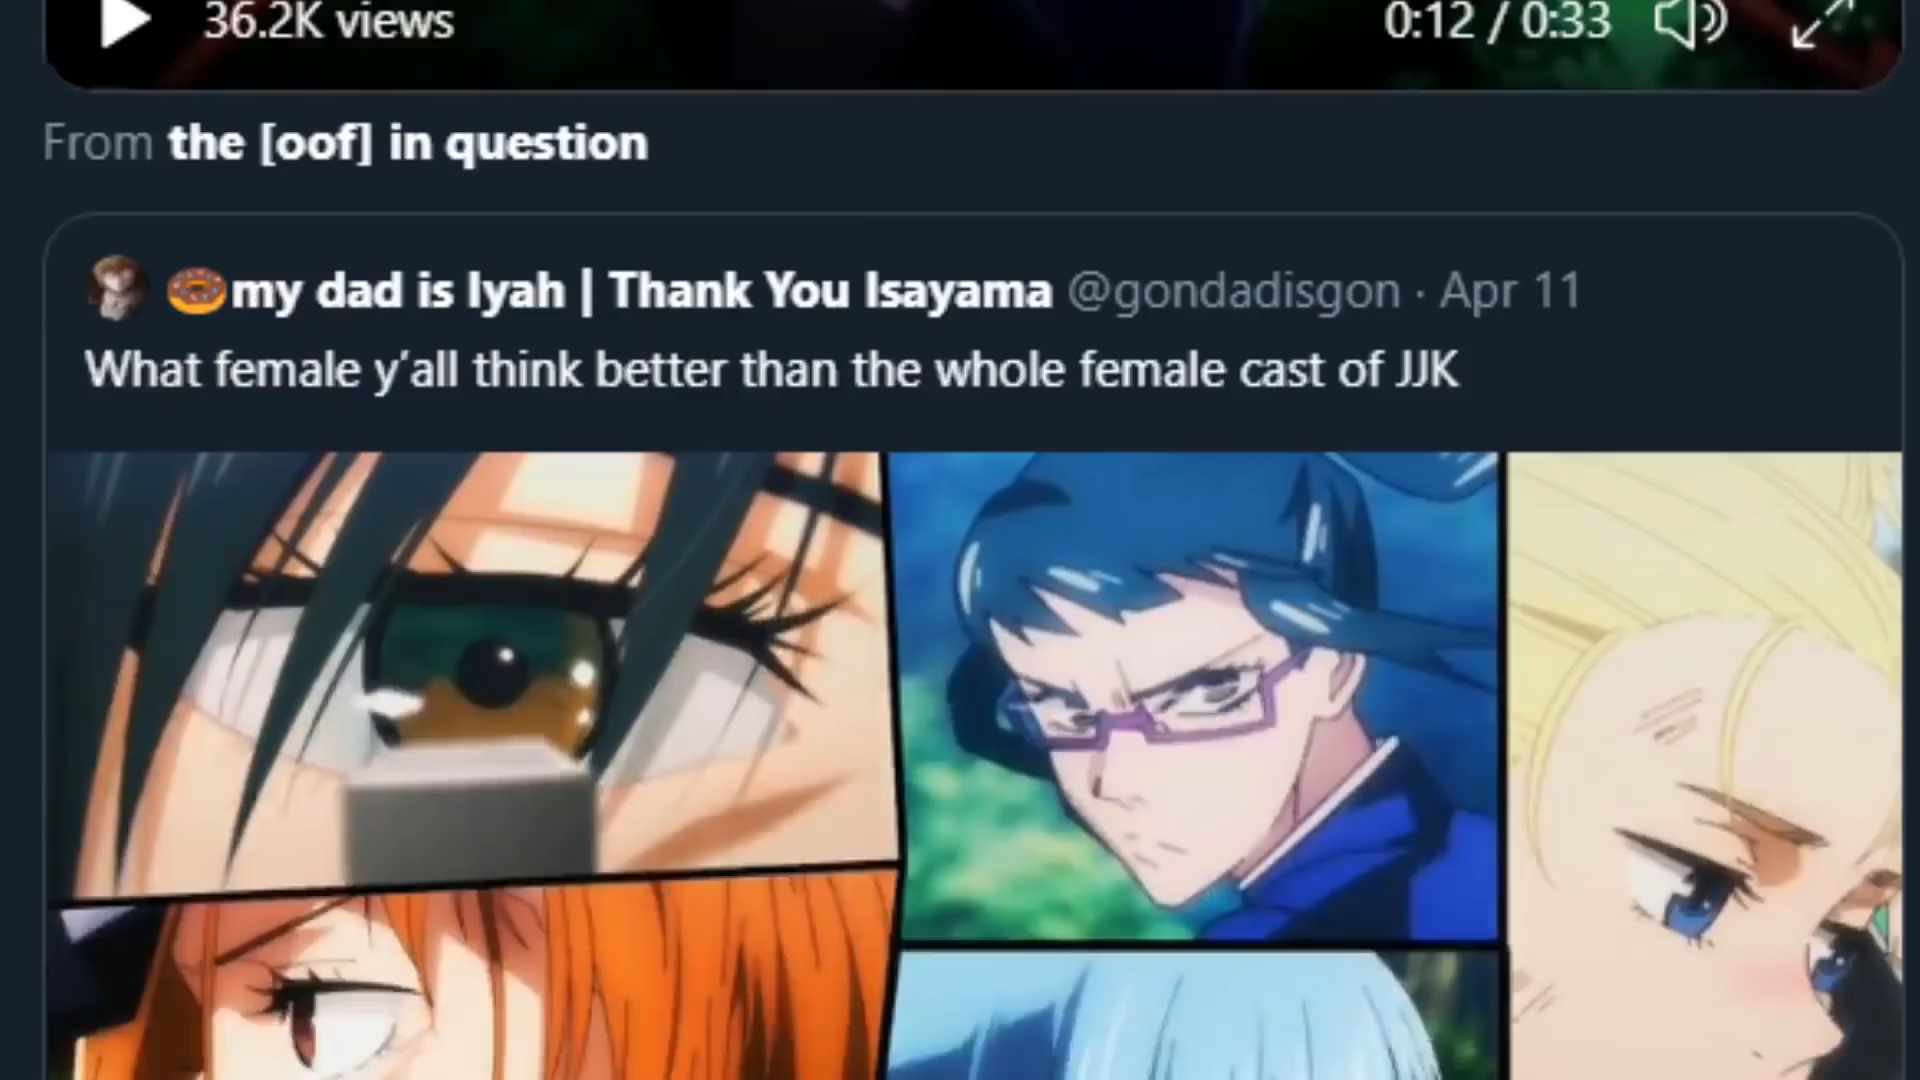 36.2K views
0:12 / 0:33
From the [oof] in question
🍩my dad is Iyah | Thank You Isayama @gondadisgon · Apr 11
What female y’all think better than the whole female cast of JJK